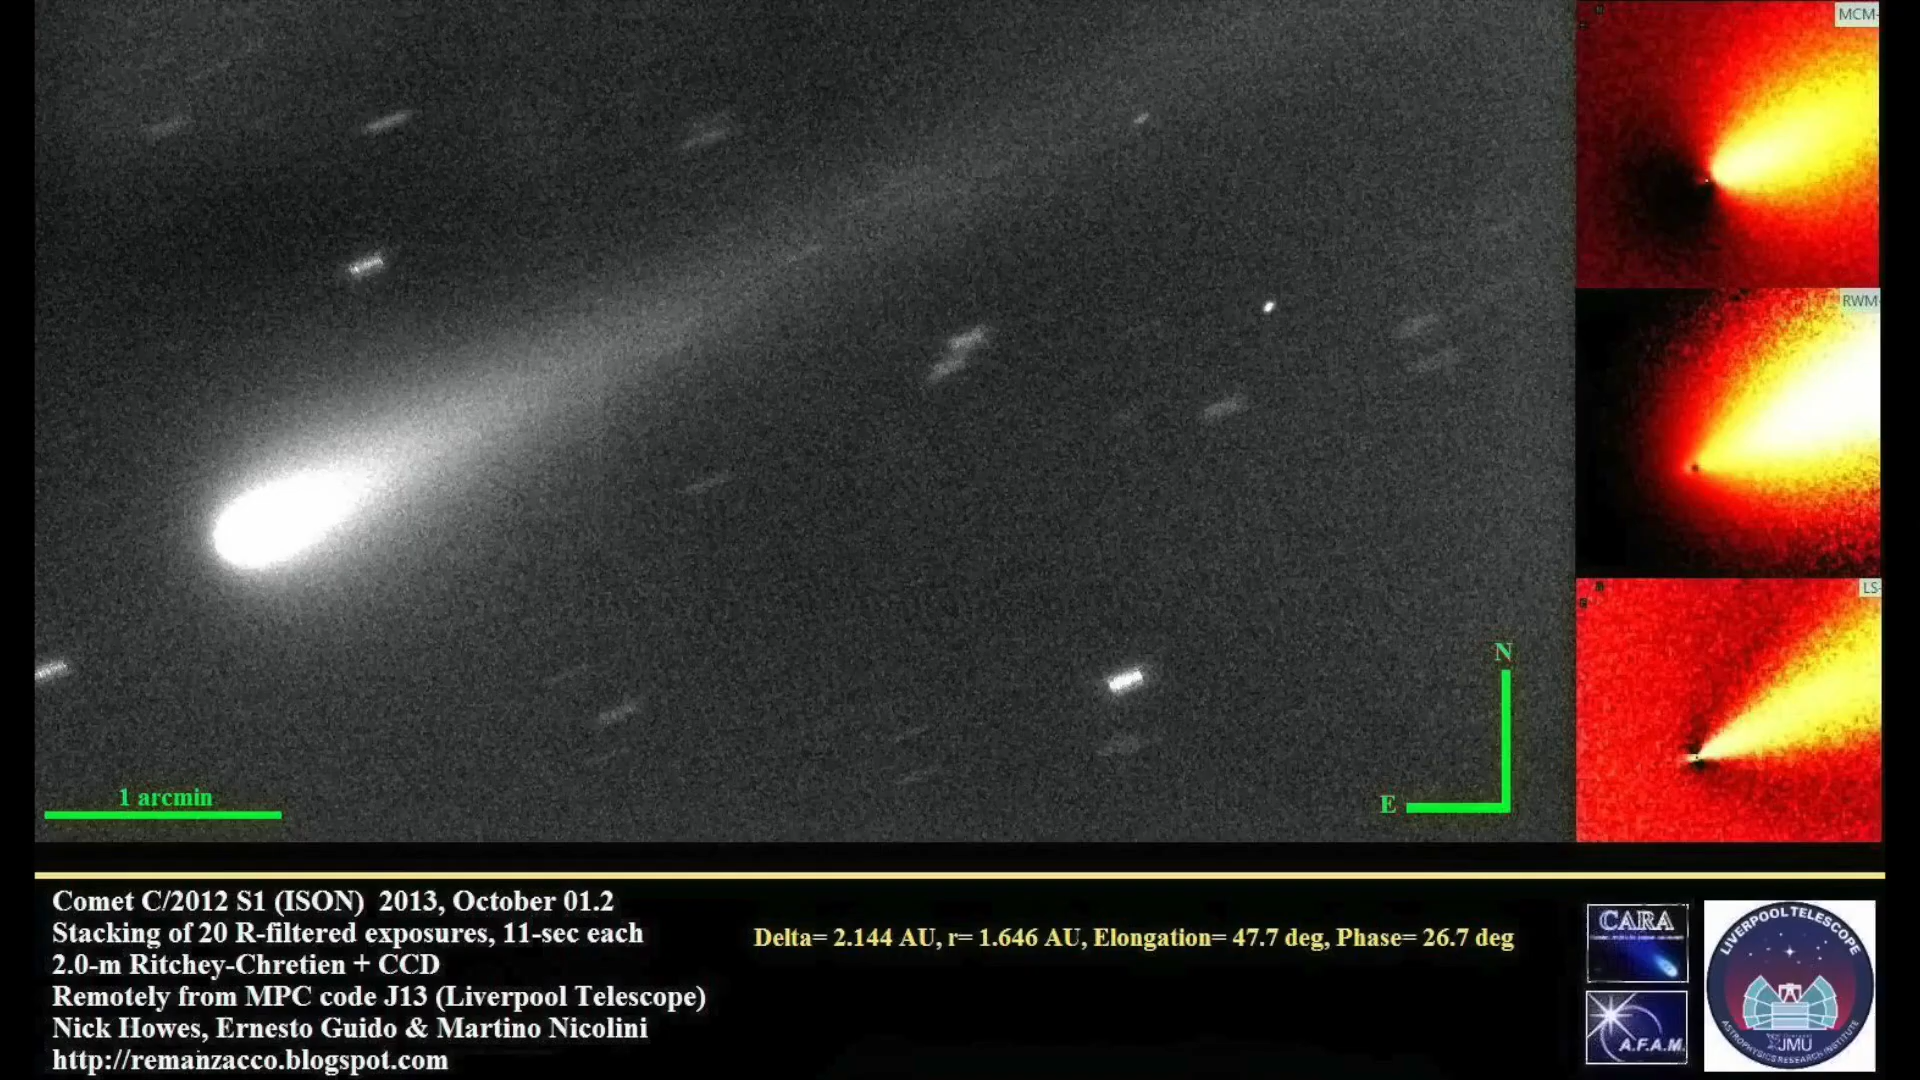 MCM-
RWM-
LS-
N
E
1 arcmin
Comet C/2012 S1 (ISON) 2013, October 01.2
Stacking of 20 R-filtered exposures, 11-sec each
2.0-m Ritchey-Chretien + CCD
Remotely from MPC code J13 (Liverpool Telescope)
Nick Howes, Ernesto Guido & Martino Nicolini
http://remanzacco.blogspot.com
Delta= 2.144 AU, r= 1.646 AU, Elongation= 47.7 deg, Phase= 26.7 deg
CARA
A.F.A.M.
LIVERPOOL TELESCOPE
JMU
ASTROPHYSICS RESEARCH INSTITUTE